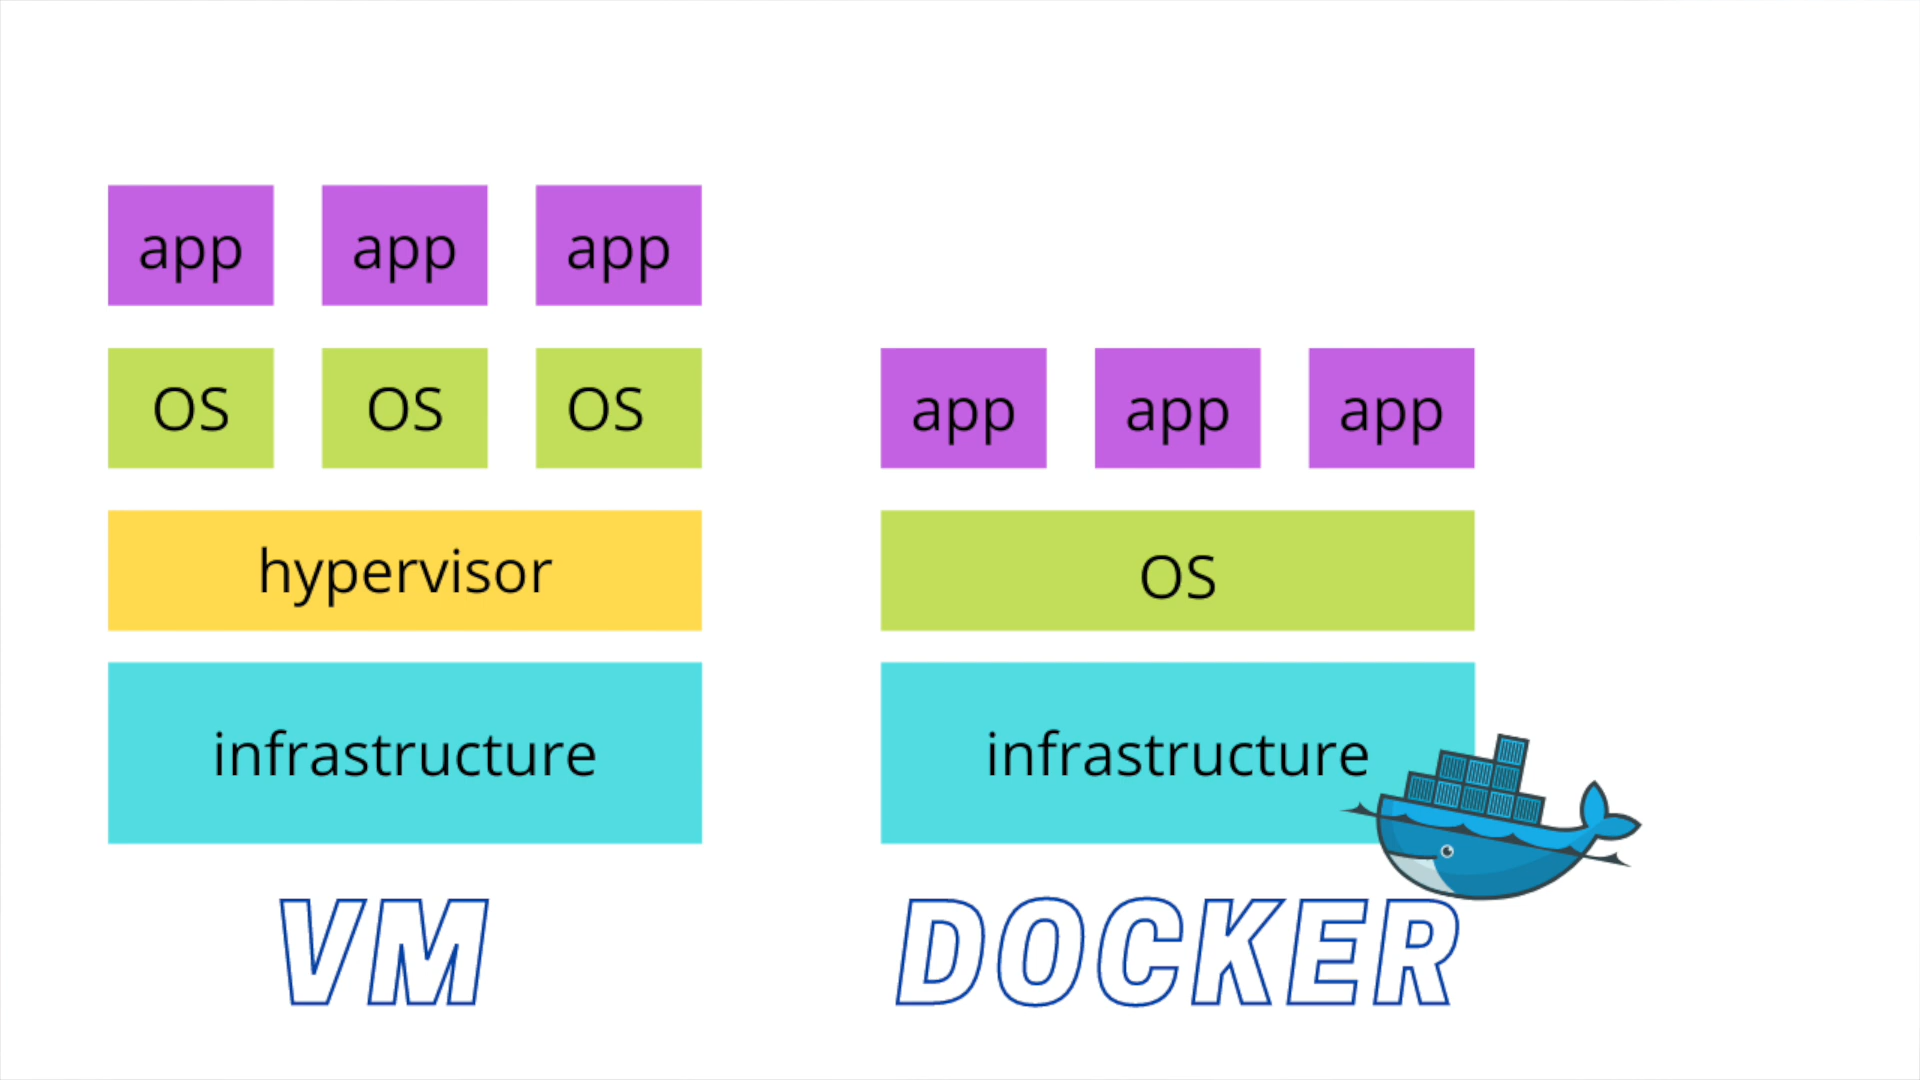 app app app
OS OS OS
hypervisor
infrastructure
VM
app app app
OS
infrastructure
DOCKER